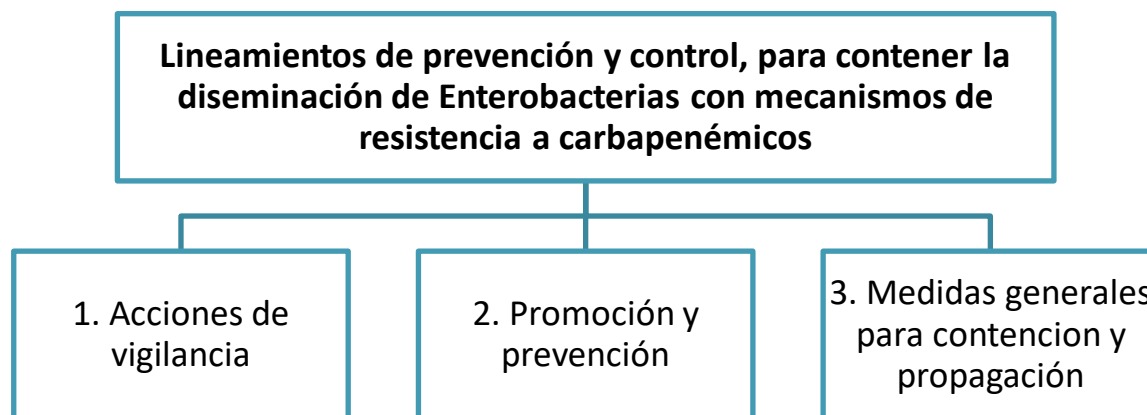 Lineamientos de prevención y control, para contener la
diseminación de Enterobacterias con mecanismos de
resistencia a carbapenémicos
1. Acciones de
vigilancia
2. Promoción y
prevención
3. Medidas generales
para contencion y
propagación